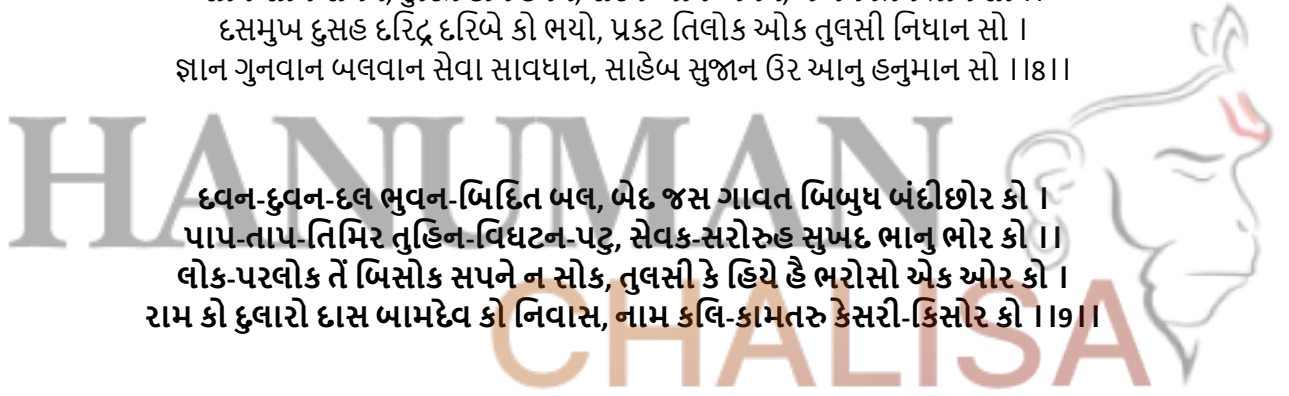 દસમુખ દુસહ દરિદ્ર દરિબે કો ભયો, પ્રકટ તિલોક ઓક તુલસી નિધાન સો ।
જ્ઞાન ગુનવાન બલવાન સેવા સાવધાન, સાહેબ સુજાન ઉર આનુ હનુમાન સો ।।8।।
HANUMAN
દવન-દુવન-દલ ભુવન-બિદિત બલ, બેદ જસ ગાવત બિબુધ બંદીછોર કો ।
પાપ-તાપ-તિમિર તુહિન-વિઘટન-પટુ, સેવક-સરોરુહ સુખદ ભાનુ ભોર કો ।।
લોક-પરલોક તેં બિસોક સપને ન સોક, તુલસી કે હિયે હૈ ભરોસો એક ઓર કો ।
રામ કો દુલારો દાસ બામદેવ કો નિવાસ, નામ કલિ-કામતરુ કેસરી-કિસોર કો ।।9।।
CHALISA